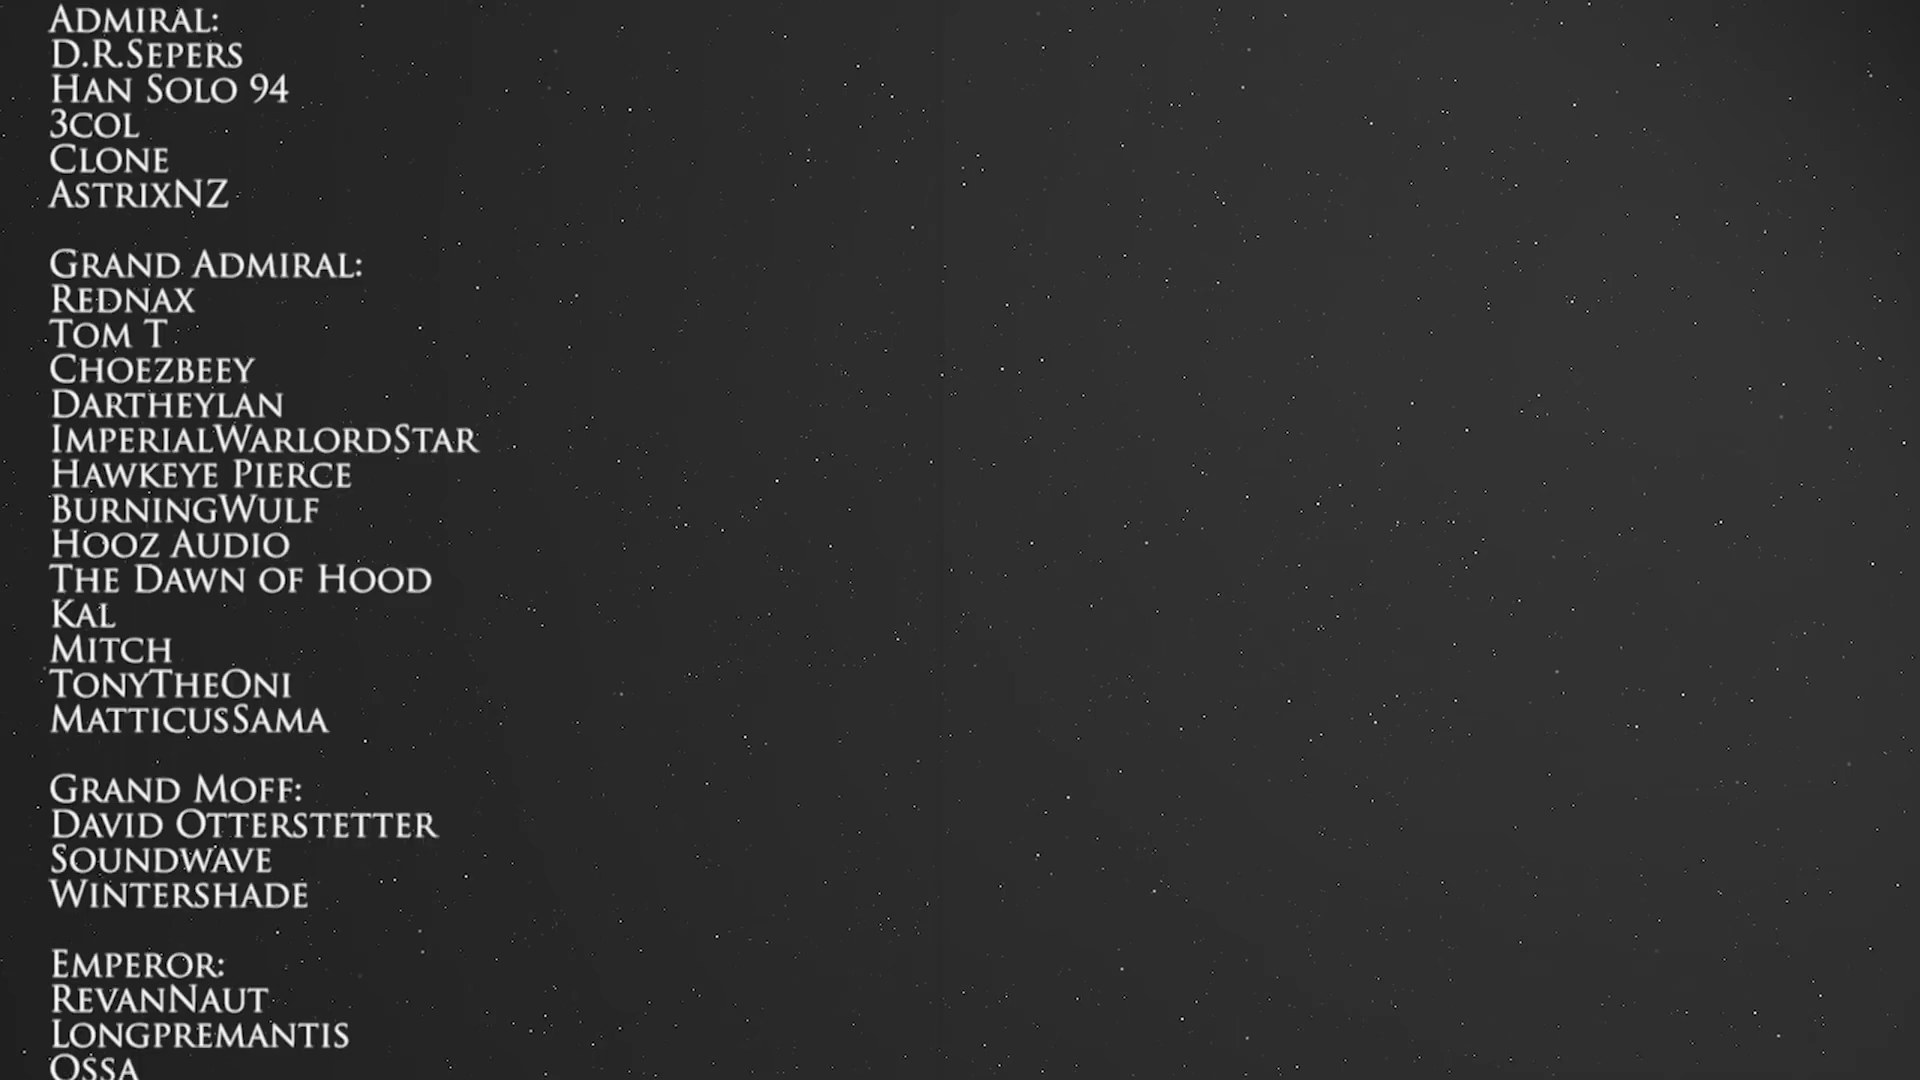 Admiral:
D.R.Sepers
Han Solo 94
3col
Clone
AstrixNZ
Grand Admiral:
Rednax
Tom T
Choezbeey
Dartheylan
ImperialWarlordStar
Hawkeye Pierce
BurningWulf
Hooz Audio
The Dawn of Hood
Kal
Mitch
TonyTheOni
MatticusSama
Grand Moff:
David Otterstetter
Soundwave
Wintershade
Emperor:
RevanNaut
Longpremantis
Ossa